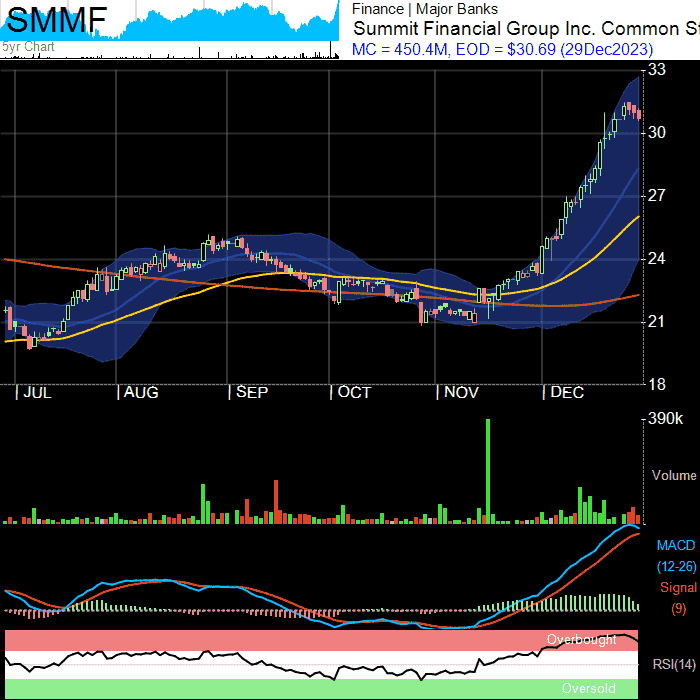 SMMF
5yr Chart
Finance | Major Banks
Summit Financial Group Inc. Common St
MC = 450.4M, EOD = $30.69 (29Dec2023)
33
30
27
24
21
18
| JUL | AUG | SEP | OCT | NOV | DEC
390k
Volume
MACD
(12-26)
Signal
(9)
Overbought
RSI(14)
Oversold